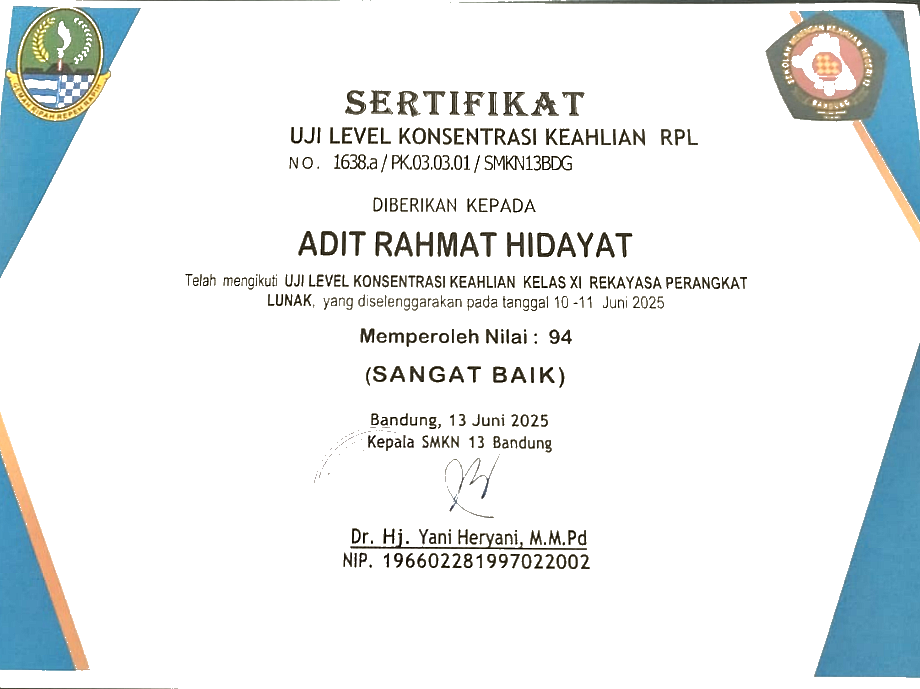 GEMAH RIPAH REPEH RAPIH
SEKOLAH MENENGAH KEJURUAN NEGERI 13
BANDUNG
SERTIFIKAT
UJI LEVEL KONSENTRASI KEAHLIAN RPL
NO. 1638.a / PK.03.03.01 / SMKN13BDG
DIBERIKAN KEPADA
ADIT RAHMAT HIDAYAT
Telah mengikuti UJI LEVEL KONSENTRASI KEAHLIAN KELAS XI REKAYASA PERANGKAT
LUNAK, yang diselenggarakan pada tanggal 10 -11 Juni 2025
Memperoleh Nilai : 94
(SANGAT BAIK)
Bandung, 13 Juni 2025
Kepala SMKN 13 Bandung
Dr. Hj. Yani Heryani, M.M.Pd
NIP. 196602281997022002